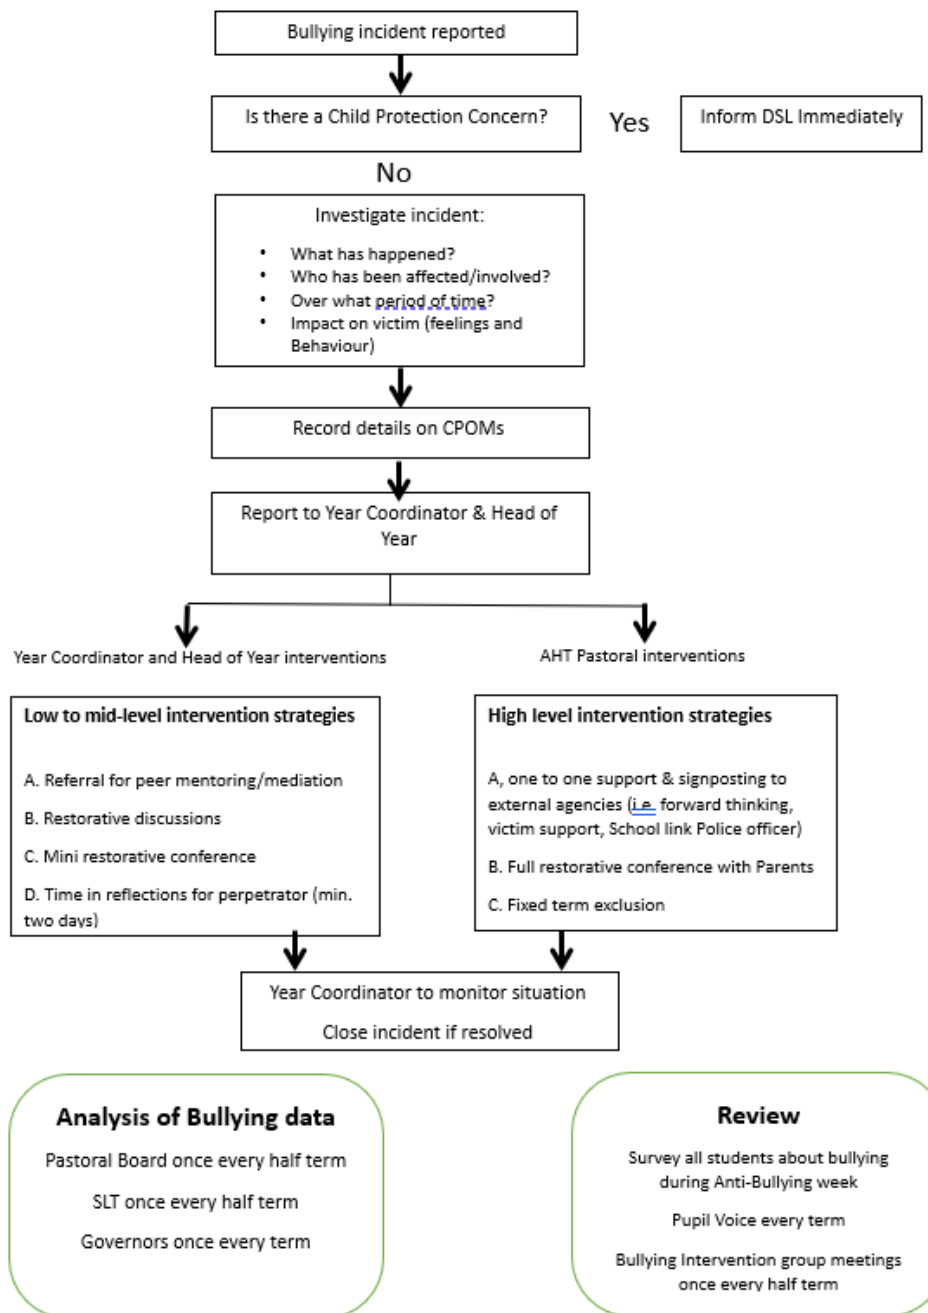 Bullying incident reported
Is there a Child Protection Concern?
Yes
Inform DSL Immediately
No
Investigate incident:
• What has happened?
• Who has been affected/involved?
• Over what period of time?
• Impact on victim (feelings and
Behaviour)
Record details on CPOMs
Report to Year Coordinator & Head of
Year
Year Coordinator and Head of Year interventions
AHT Pastoral interventions
Low to mid-level intervention strategies
A. Referral for peer mentoring/mediation
B. Restorative discussions
C. Mini restorative conference
D. Time in reflections for perpetrator (min.
two days)
High level intervention strategies
A, one to one support & signposting to
external agencies (i.e. forward thinking,
victim support, School link Police officer)
B. Full restorative conference with Parents
C. Fixed term exclusion
Year Coordinator to monitor situation
Close incident if resolved
Analysis of Bullying data
Pastoral Board once every half term
SLT once every half term
Governors once every term
Review
Survey all students about bullying
during Anti-Bullying week
Pupil Voice every term
Bullying Intervention group meetings
once every half term